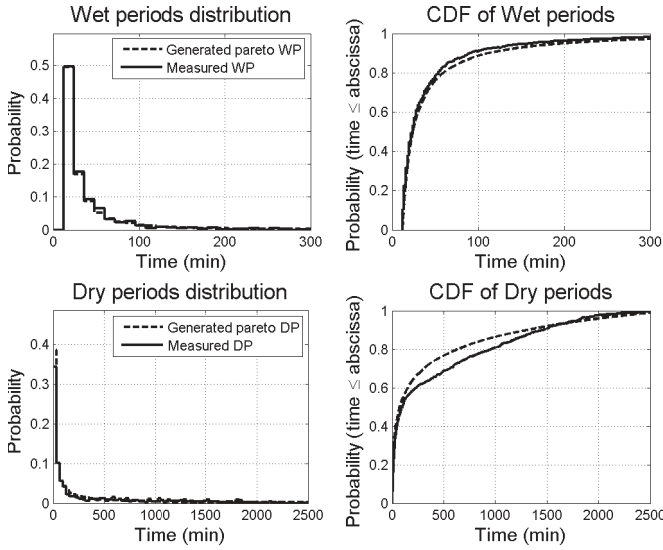 Wet periods distribution
Generated pareto WP
Measured WP
Probability
0.5
0.4
0.3
0.2
0.1
0
0 100 200 300
Time (min)
CDF of Wet periods
Probability (time ≤ abscissa)
1
0.8
0.6
0.4
0.2
0
0 100 200 300
Time (min)
Dry periods distribution
Generated pareto DP
Measured DP
Probability
0.4
0.3
0.2
0.1
0
0 500 1000 1500 2000 2500
Time (min)
CDF of Dry periods
Probability (time ≤ abscissa)
1
0.8
0.6
0.4
0.2
0
0 500 1000 1500 2000 2500
Time (min)